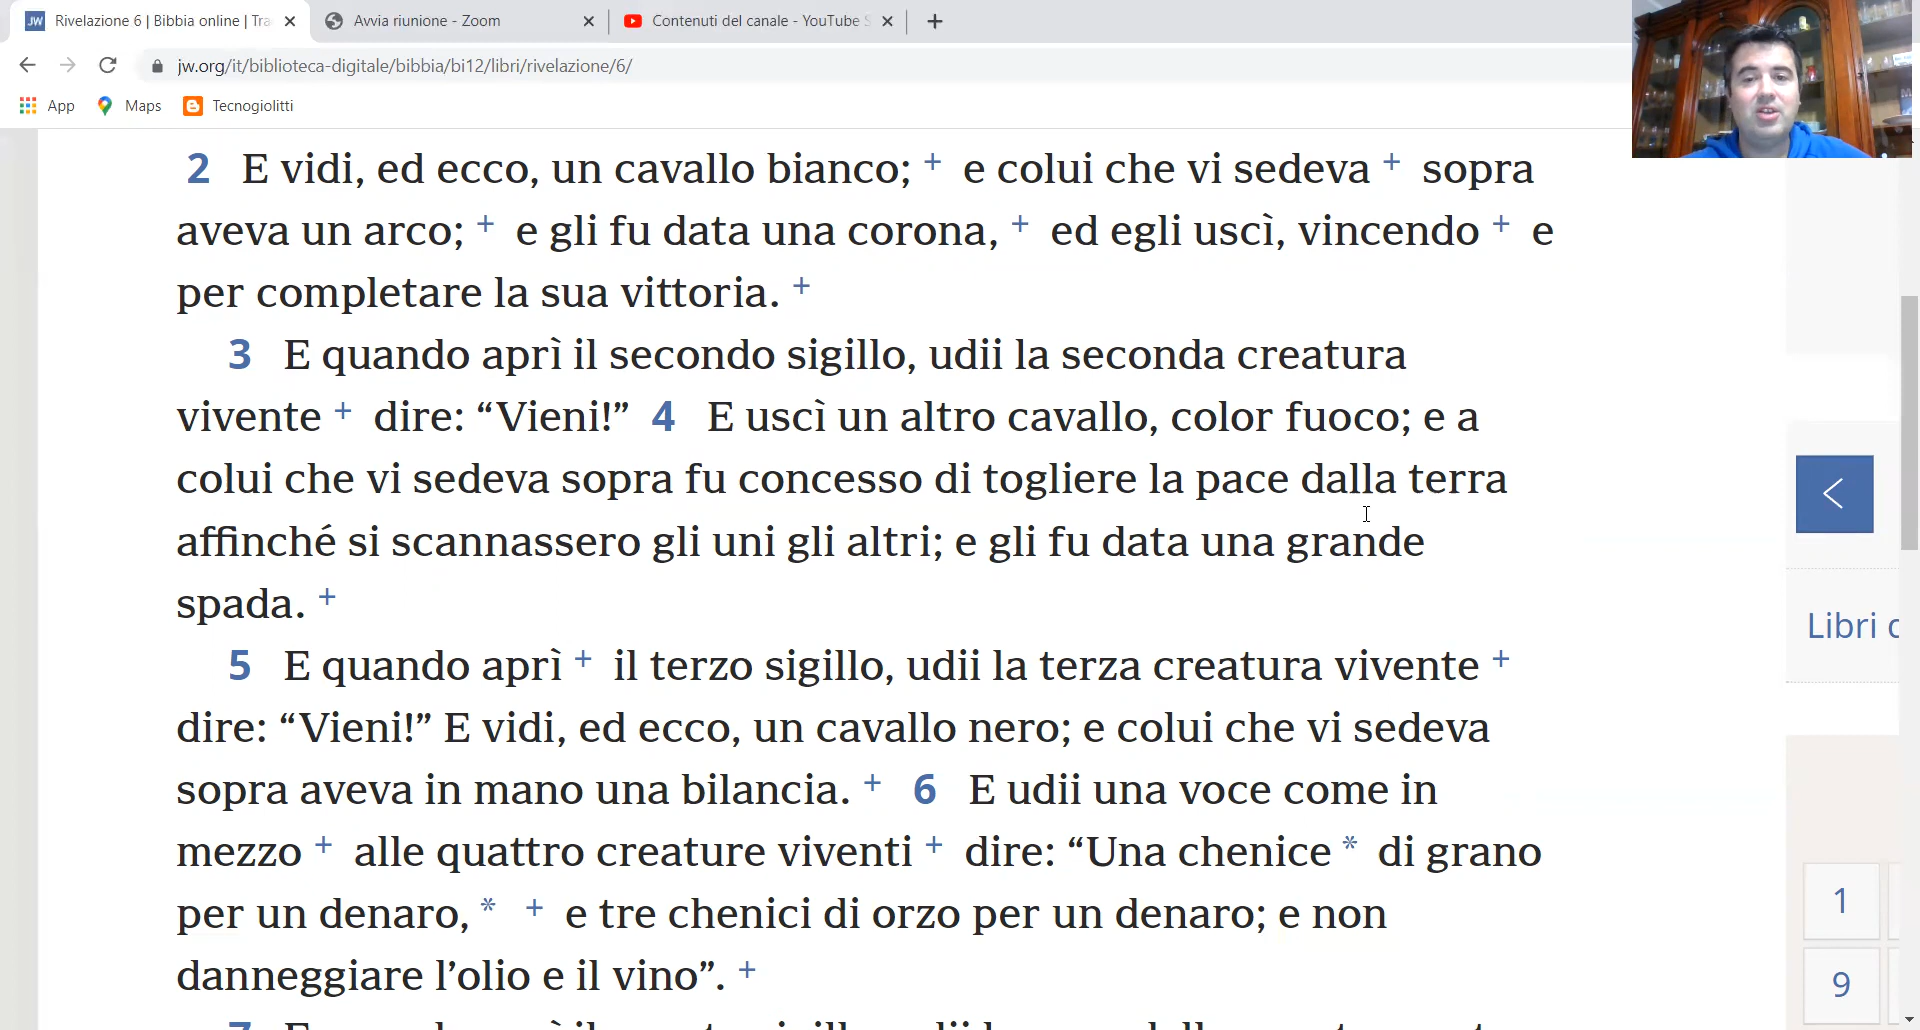 JW Rivelazione 6 | Bibbia online | Tra
Avvia riunione - Zoom
Contenuti del canale - YouTube S
jw.org/it/biblioteca-digitale/bibbia/bi12/libri/rivelazione/6/
App Maps Tecnogiolitti
2 E vidi, ed ecco, un cavallo bianco; + e colui che vi sedeva + sopra
aveva un arco; + e gli fu data una corona, + ed egli uscì, vincendo + e
per completare la sua vittoria. +
3 E quando aprì il secondo sigillo, udii la seconda creatura
vivente + dire: “Vieni!” 4 E uscì un altro cavallo, color fuoco; e a
colui che vi sedeva sopra fu concesso di togliere la pace dalla terra
affinché si scannassero gli uni gli altri; e gli fu data una grande
spada. +
5 E quando aprì + il terzo sigillo, udii la terza creatura vivente +
dire: “Vieni!” E vidi, ed ecco, un cavallo nero; e colui che vi sedeva
sopra aveva in mano una bilancia. + 6 E udii una voce come in
mezzo + alle quattro creature viventi + dire: “Una chenice * di grano
per un denaro, * + e tre chenici di orzo per un denaro; e non
danneggiare l’olio e il vino”. +
Libri
1
9